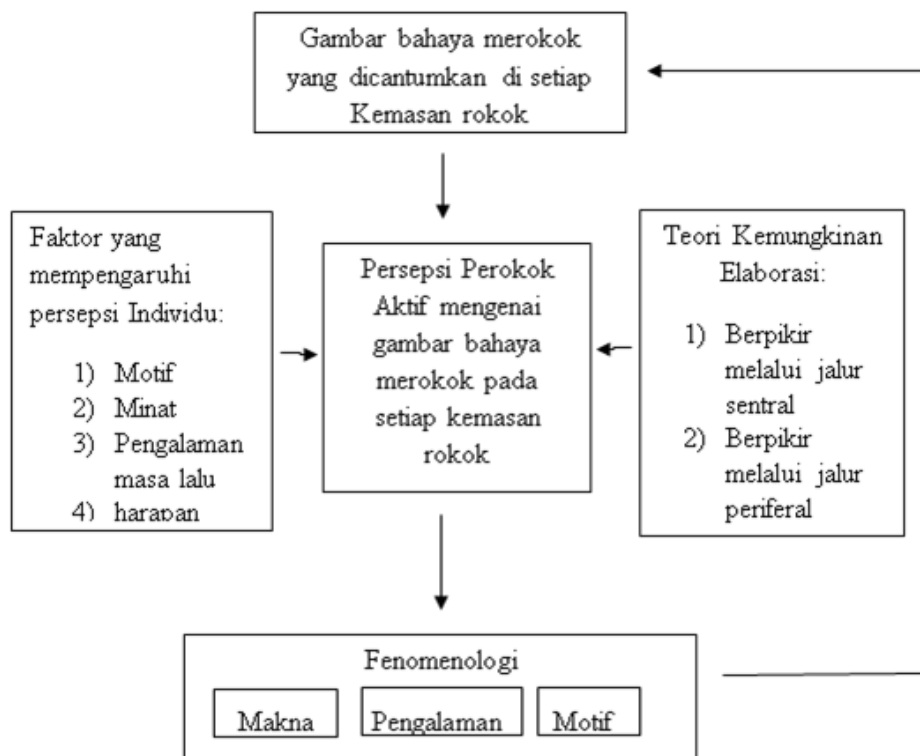 Gambar bahaya merokok
yang dicantumkan di setiap
Kemasan rokok
Faktor yang
mempengaruhi
persepsi Individu:
1) Motif
2) Minat
3) Pengalaman
masa lalu
4) harapan
Persepsi Perokok
Aktif mengenai
gambar bahaya
merokok pada
setiap kemasan
rokok
Teori Kemungkinan
Elaborasi:
1) Berpikir
melalui jalur
sentral
2) Berpikir
melalui jalur
periferal
Fenomenologi
Makna
Pengalaman
Motif